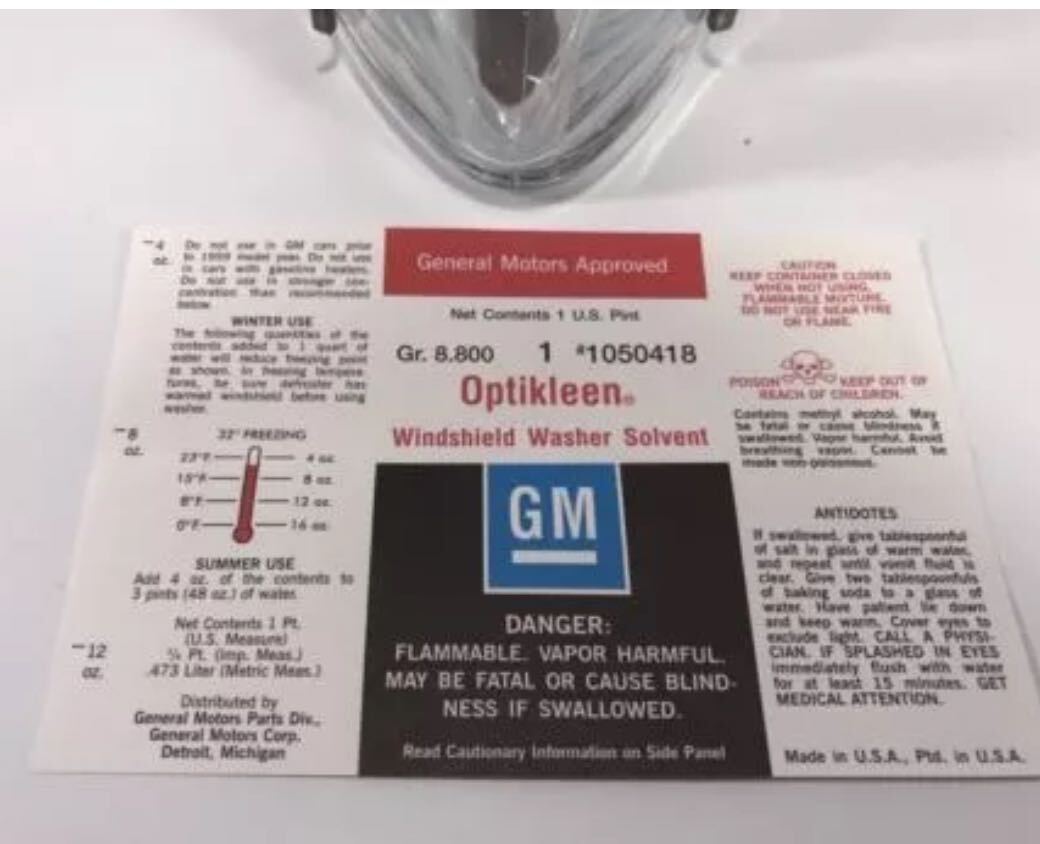 4
oz.
Do not use in GM cars prior
to 1959 model year. Do not use
in cars with gasoline heaters.
Do not use in stronger con-
centration than recommended
below.
WINTER USE
The following quantities of the
contents added to 1 quart of
water will reduce freezing point
as shown. In freezing tempera-
tures, be sure defroster has
warmed windshield before using
washer.
8
oz.
32° FREEZING
23°F. 4 oz.
15°F. 8 oz.
8°F. 12 oz.
0°F. 16 oz.
SUMMER USE
Add 4 oz. of the contents to
3 pints (48 oz.) of water.
12
oz.
Net Contents 1 Pt.
(U.S. Measure)
Pt. (Imp. Meas.)
.473 Liter (Metric Meas.)
Distributed by
General Motors Parts Div.,
General Motors Corp.
Detroit, Michigan
General Motors Approved
Net Contents 1 U.S. Pint
Gr. 8.800 1 #1050418
Optikleen®
Windshield Washer Solvent
GM
DANGER:
FLAMMABLE. VAPOR HARMFUL.
MAY BE FATAL OR CAUSE BLIND-
NESS IF SWALLOWED.
Read Cautionary Information on Side Panel
CAUTION
KEEP CONTAINER CLOSED
WHEN NOT USING.
FLAMMABLE MIXTURE.
DO NOT USE NEAR FIRE
OR FLAME.
POISON KEEP OUT OF
REACH OF CHILDREN.
Contains methyl alcohol. May
be fatal or cause blindness if
swallowed. Vapor harmful. Avoid
breathing vapor. Cannot be
made non-poisonous.
ANTIDOTES
If swallowed, give tablespoonful
of salt in glass of warm water,
and repeat until vomit fluid is
clear. Give two tablespoonfuls
of baking soda to a glass of
water. Have patient lie down
and keep warm. Cover eyes to
exclude light. CALL A PHYSI-
CIAN. IF SPLASHED IN EYES
immediately flush with water
for at least 15 minutes. GET
MEDICAL ATTENTION.
Made in U.S.A., Ptd. in U.S.A.